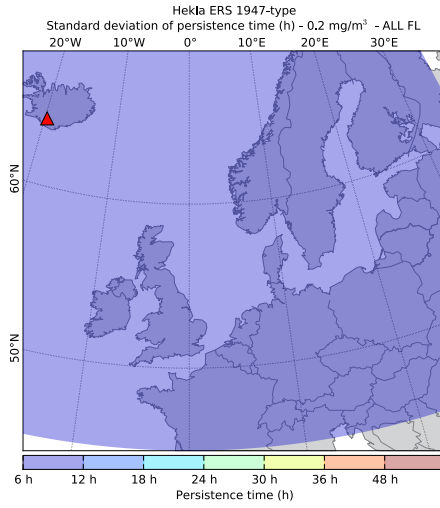 Hekla ERS 1947-type
Standard deviation of persistence time (h) - 0.2 mg/m³ - ALL FL
20°W 10°W 0°E 10°E 20°E 30°E
60°N
50°N
6 h 12 h 18 h 24 h 30 h 36 h 48 h
Persistence time (h)